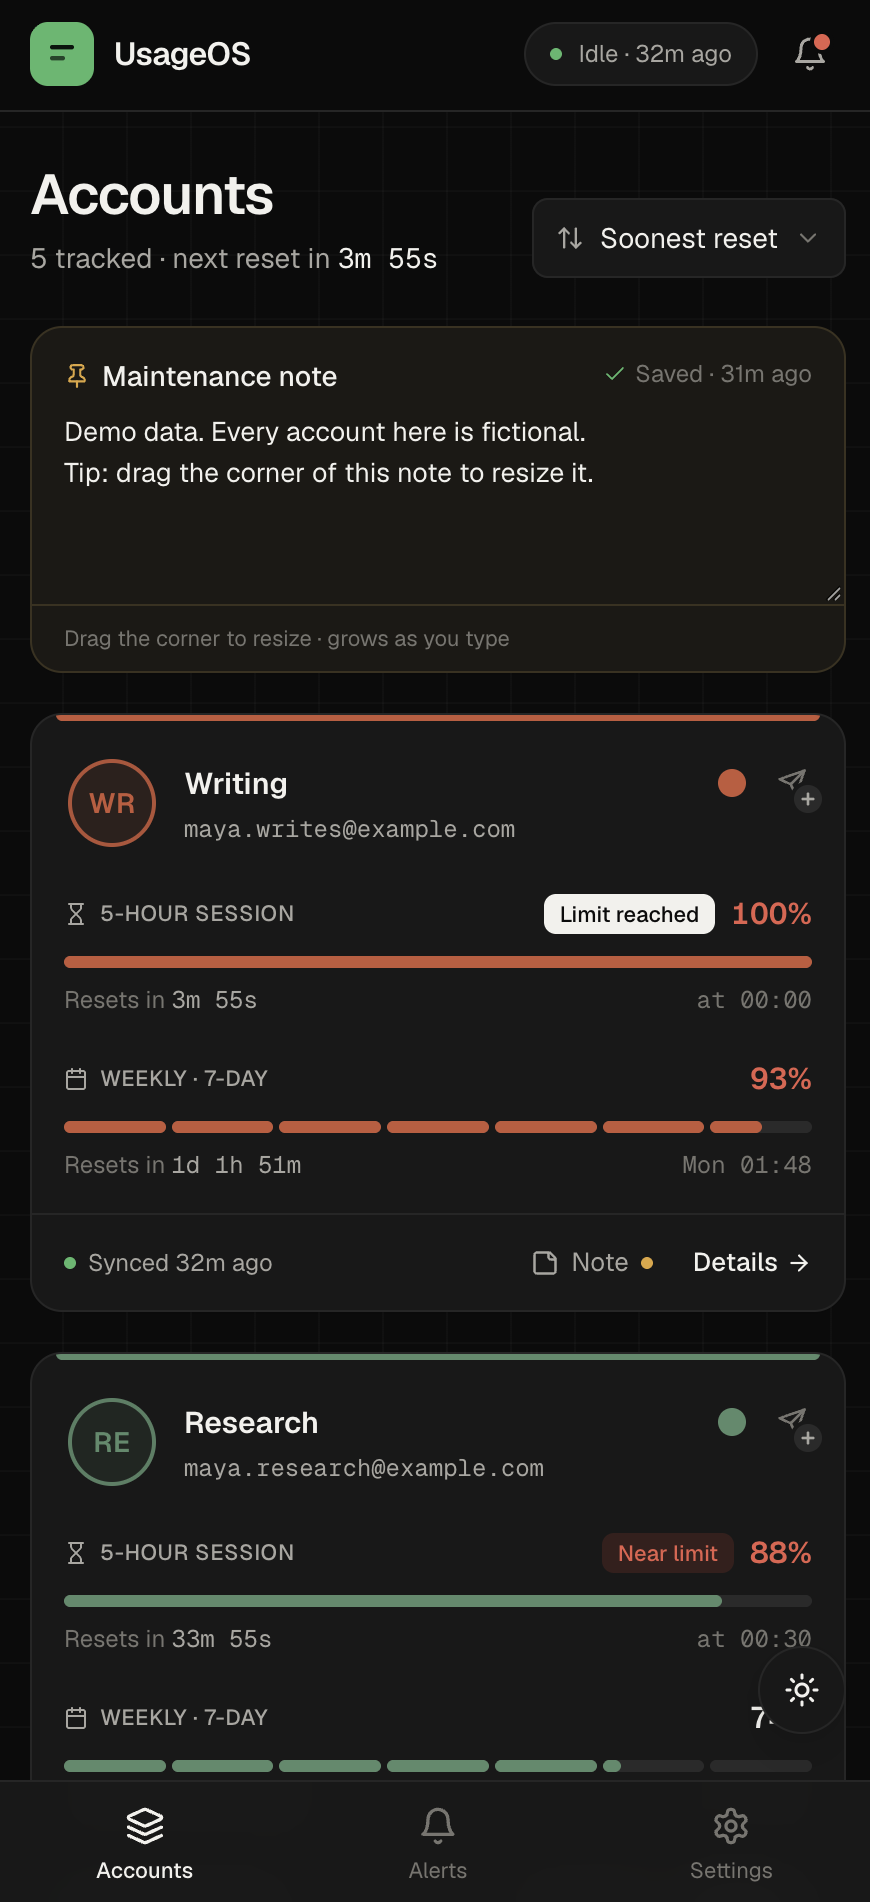 UsageOS
Idle · 32m ago
Accounts
5 tracked · next reset in 3m 55s
Soonest reset
Maintenance note
Saved · 31m ago
Demo data. Every account here is fictional.
Tip: drag the corner of this note to resize it.
Drag the corner to resize · grows as you type
WR
Writing
maya.writes@example.com
5-HOUR SESSION
Limit reached
100%
Resets in 3m 55s
at 00:00
WEEKLY · 7-DAY
93%
Resets in 1d 1h 51m
Mon 01:48
Synced 32m ago
Note
Details →
RE
Research
maya.research@example.com
5-HOUR SESSION
Near limit
88%
Resets in 33m 55s
at 00:30
WEEKLY · 7-DAY
Accounts
Alerts
Settings